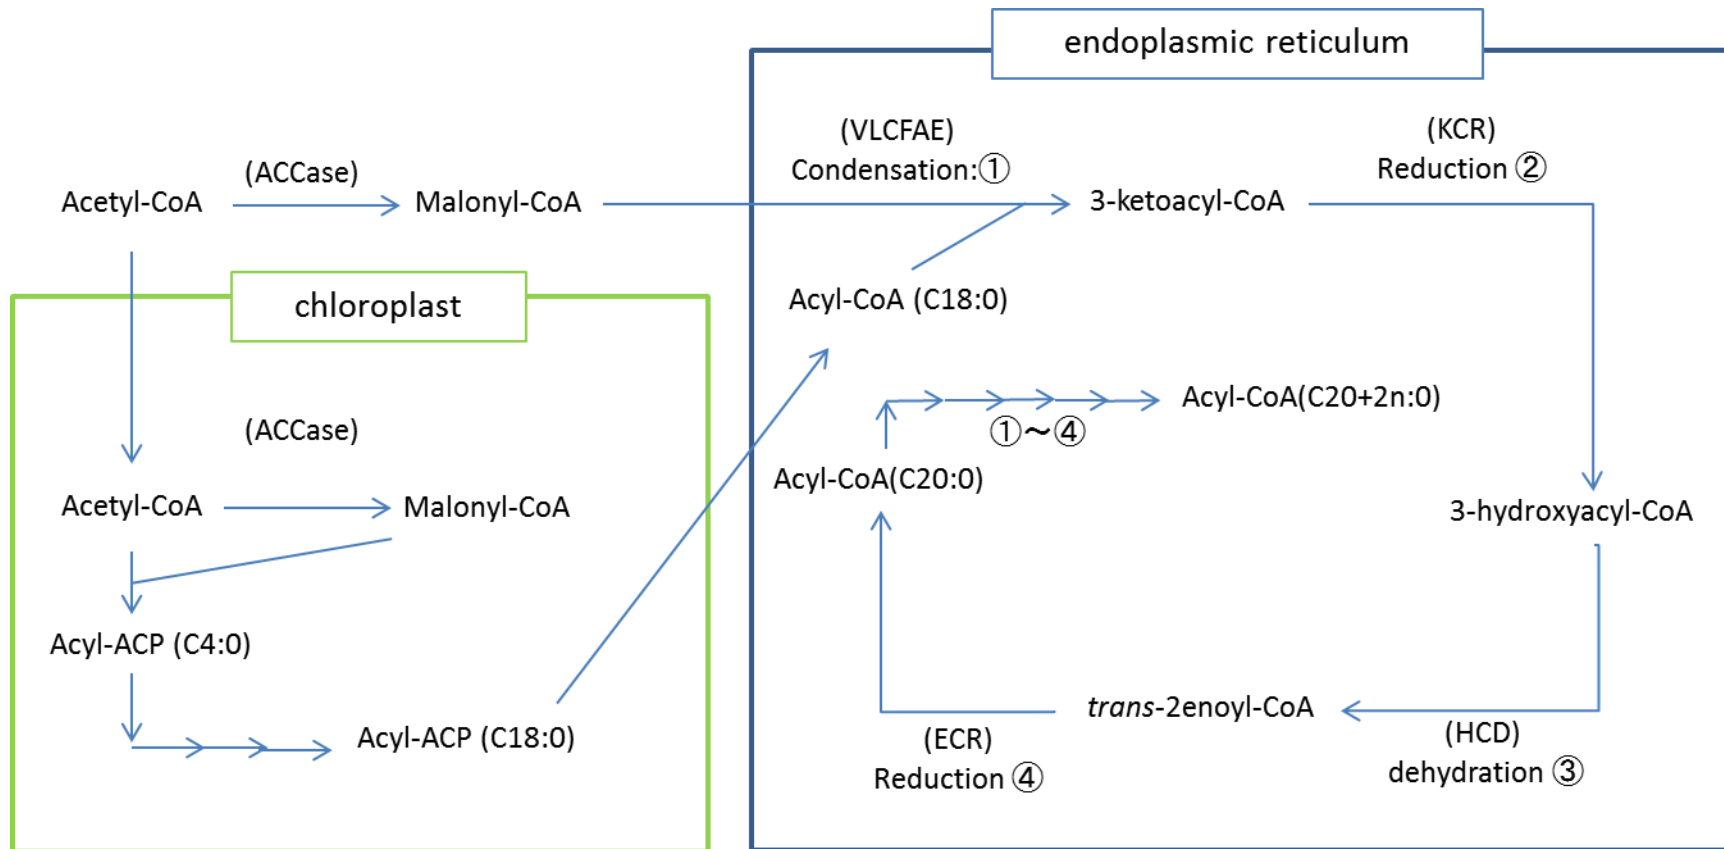 endoplasmic reticulum
(VLCFAE)
Condensation:①
(KCR)
Reduction ②
Acetyl-CoA
(ACCase)
Malonyl-CoA
3-ketoacyl-CoA
chloroplast
Acyl-CoA (C18:0)
Acyl-CoA(C20+2n:0)
①~④
(ACCase)
Acyl-CoA(C20:0)
Acetyl-CoA
Malonyl-CoA
3-hydroxyacyl-CoA
Acyl-ACP (C4:0)
Acyl-ACP (C18:0)
trans-2enoyl-CoA
(ECR)
Reduction ④
(HCD)
dehydration ③